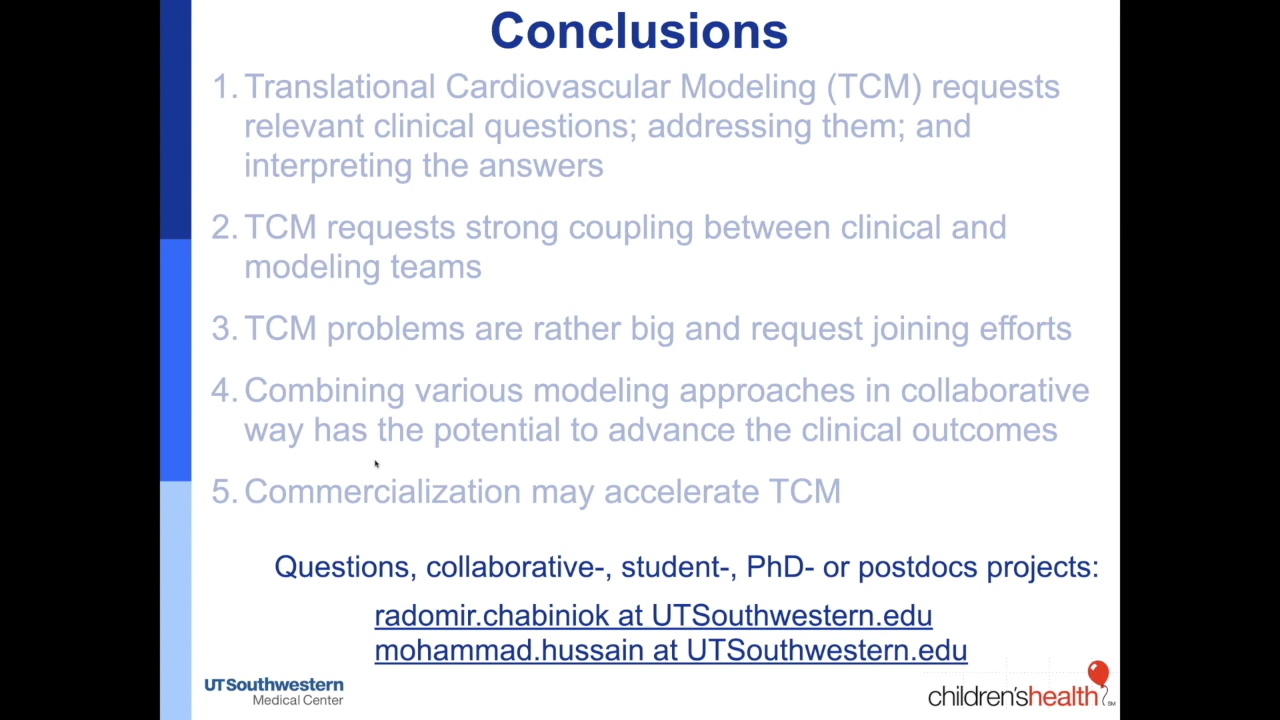 Conclusions
1. Translational Cardiovascular Modeling (TCM) requests
relevant clinical questions; addressing them; and
interpreting the answers
2. TCM requests strong coupling between clinical and
modeling teams
3. TCM problems are rather big and request joining efforts
4. Combining various modeling approaches in collaborative
way has the potential to advance the clinical outcomes
5. Commercialization may accelerate TCM
Questions, collaborative-, student-, PhD- or postdocs projects:
radomir.chabiniok at UTSouthwestern.edu
mohammad.hussain at UTSouthwestern.edu
UTSouthwestern
Medical Center
children'shealth SM